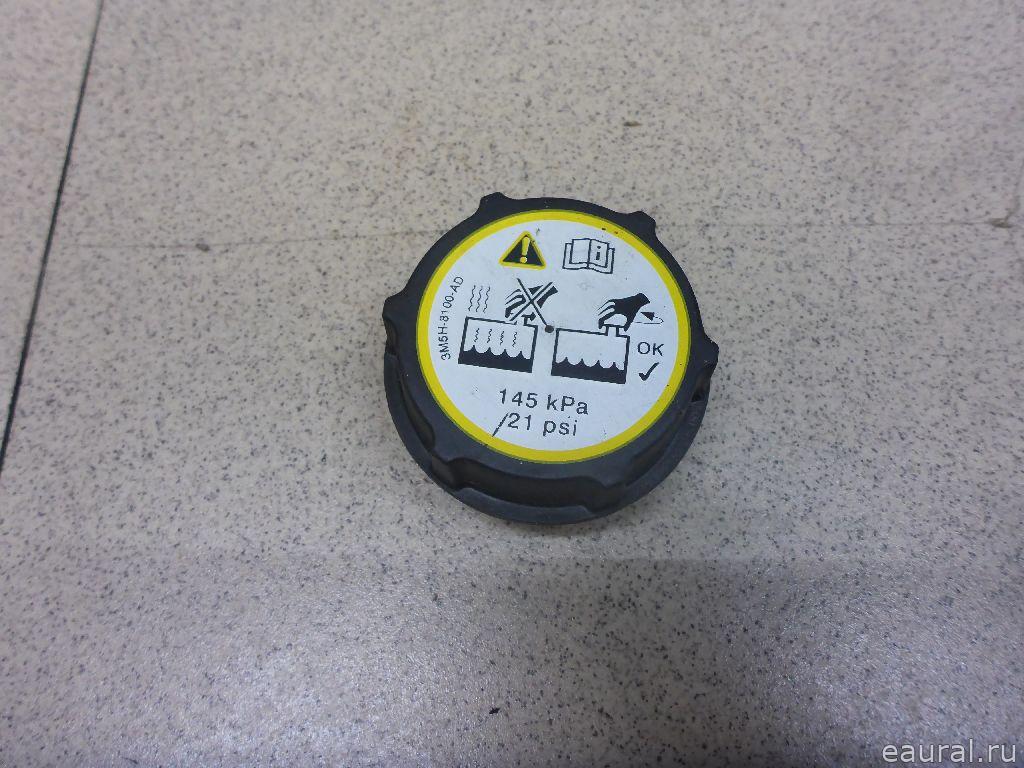 3M5H-8100-AD
OK
145 kPa
/21 psi
eaural.ru